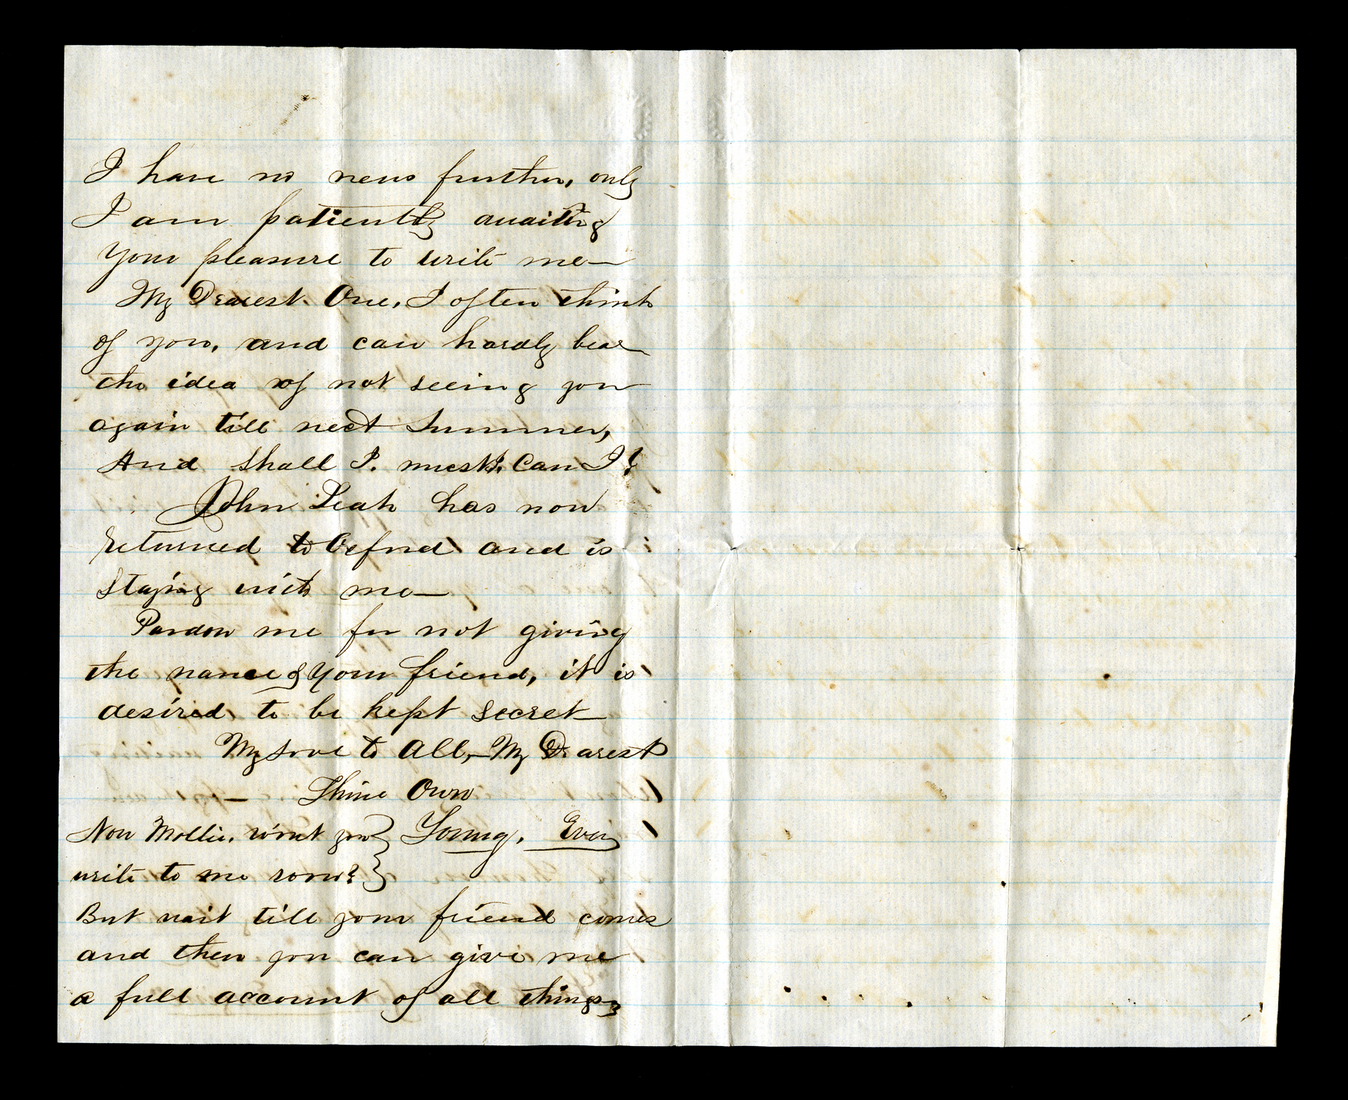 I have no news further, only
I am patiently awaiting
your pleasure to write me—
My Dearest One, I often think
of you, and can hardly bear
the idea of not seeing you
again till next Summer,
And shall I. must I. Can I?
John Leak has now
returned to Oxford and is
staying with me—
Pardon me for not giving
the name of your friend, it is
desired to be kept secret—
My Love to All,— My Dearest
Thine Own
Now Mollie, wont you } Young. Ever
write to me soon? }
But wait till your friend comes
and then you can give me
a full account of all things